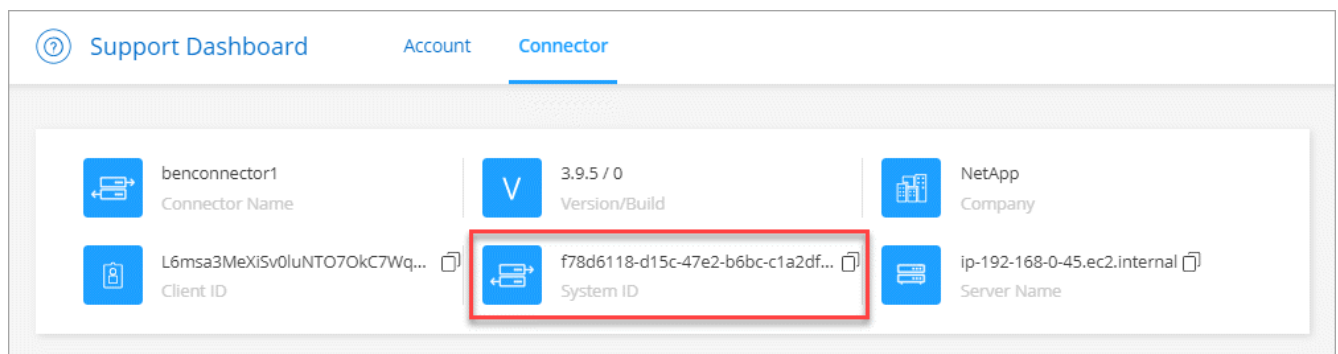 Support Dashboard Account Connector
benconnector1 3.9.5 / 0 NetApp
Connector Name Version/Build Company
L6msa3MeXiSv0luNTO7OkC7Wq... f78d6118-d15c-47e2-b6bc-c1a2df... ip-192-168-0-45.ec2.internal
Client ID System ID Server Name